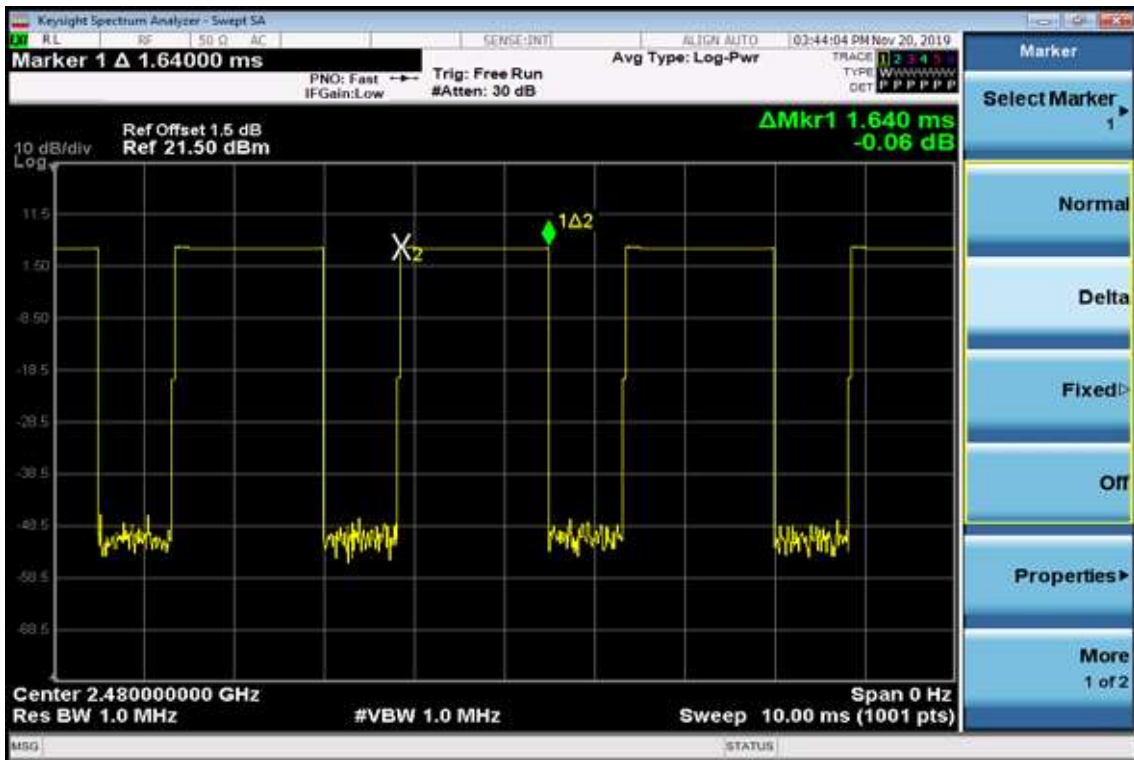 Keysight Spectrum Analyzer - Swept SA
LXI RL RF 50 Ω AC SENSE:INT ALIGN AUTO 03:44:04 PM Nov 20, 2019
Marker 1 Δ 1.64000 ms
PNO: Fast
IFGain:Low
Trig: Free Run
#Atten: 30 dB
Avg Type: Log-Pwr
TRACE 1 2 3 4 5 6
TYPE WWWWWW
DET P P P P P P
ΔMkr1 1.640 ms
-0.06 dB
Ref Offset 1.5 dB
10 dB/div Ref 21.50 dBm
Log
11.5
1.50
-8.50
-18.5
-28.5
-38.5
-48.5
-58.5
-68.5
X2
1Δ2
Center 2.480000000 GHz Span 0 Hz
Res BW 1.0 MHz #VBW 1.0 MHz Sweep 10.00 ms (1001 pts)
MSG STATUS
Marker
Select Marker
1
Normal
Delta
Fixed
Off
Properties
More
1 of 2